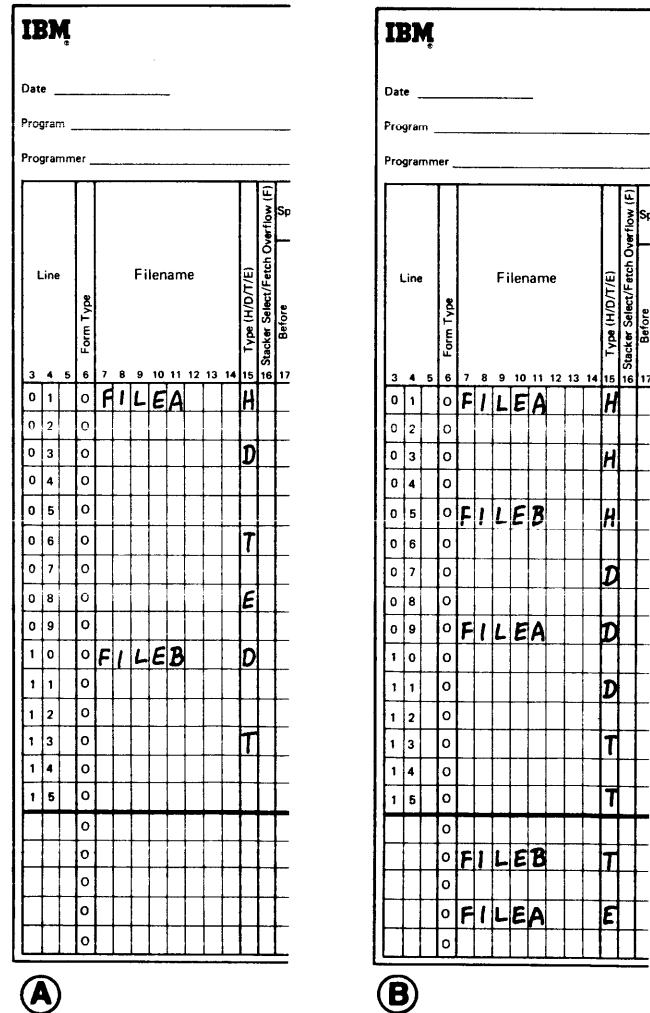 IBM®
Date
Program
Programmer
Line
Form Type
Filename
Type (H/D/T/E)
Stacker Select/Fetch Overflow (F)
Sp
Before
3 4 5 6 7 8 9 10 11 12 13 14 15 16 17
0 1 O FILEA H
0 2 O
0 3 O D
0 4 O
0 5 O
0 6 O T
0 7 O
0 8 O E
0 9 O
1 0 O FILEB D
1 1 O
1 2 O
1 3 O T
1 4 O
1 5 O
O
O
O
O
O
A
IBM®
Date
Program
Programmer
Line
Form Type
Filename
Type (H/D/T/E)
Stacker Select/Fetch Overflow (F)
Sp
Before
3 4 5 6 7 8 9 10 11 12 13 14 15 16 17
0 1 O FILEA H
0 2 O
0 3 O H
0 4 O
0 5 O FILEB H
0 6 O
0 7 O D
0 8 O
0 9 O FILEA D
1 0 O
1 1 O D
1 2 O
1 3 O T
1 4 O
1 5 O T
O
O FILEB T
O
O FILEA E
O
B